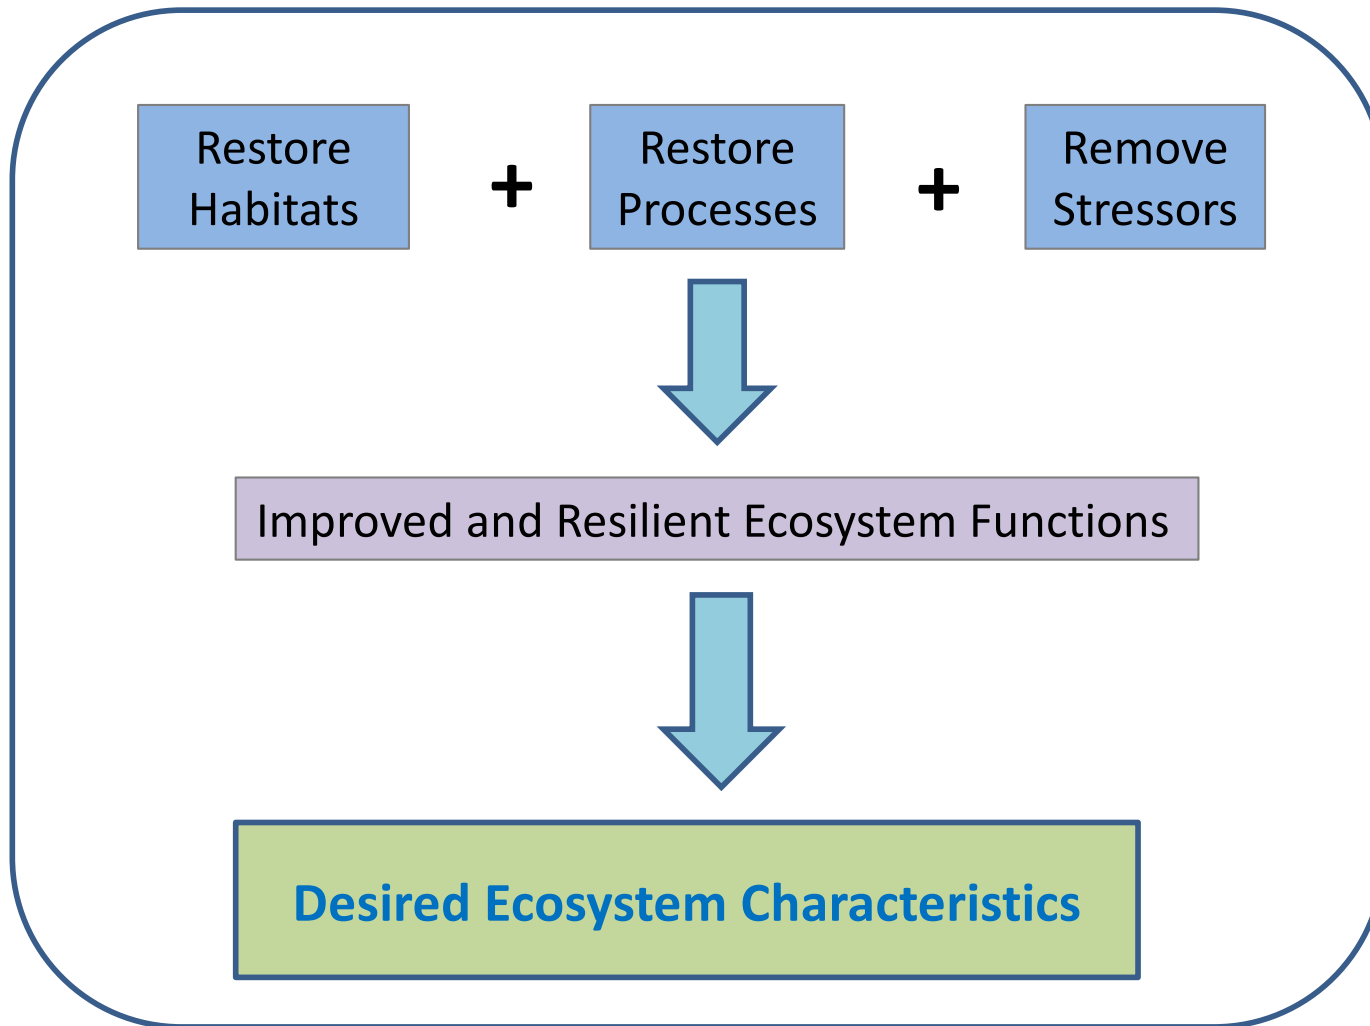 Restore
Habitats
+
Restore
Processes
+
Remove
Stressors
Improved and Resilient Ecosystem Functions
Desired Ecosystem Characteristics